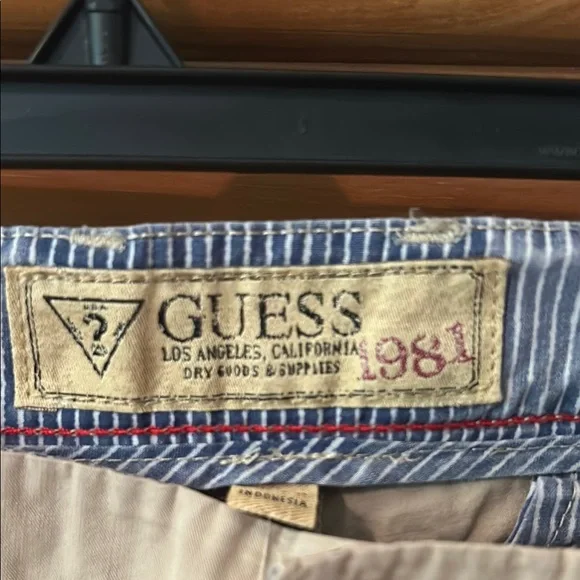 ?
GUESS
LOS ANGELES, CALIFORNIA
DRY GOODS & SUPPLIES
1981
INDONESIA